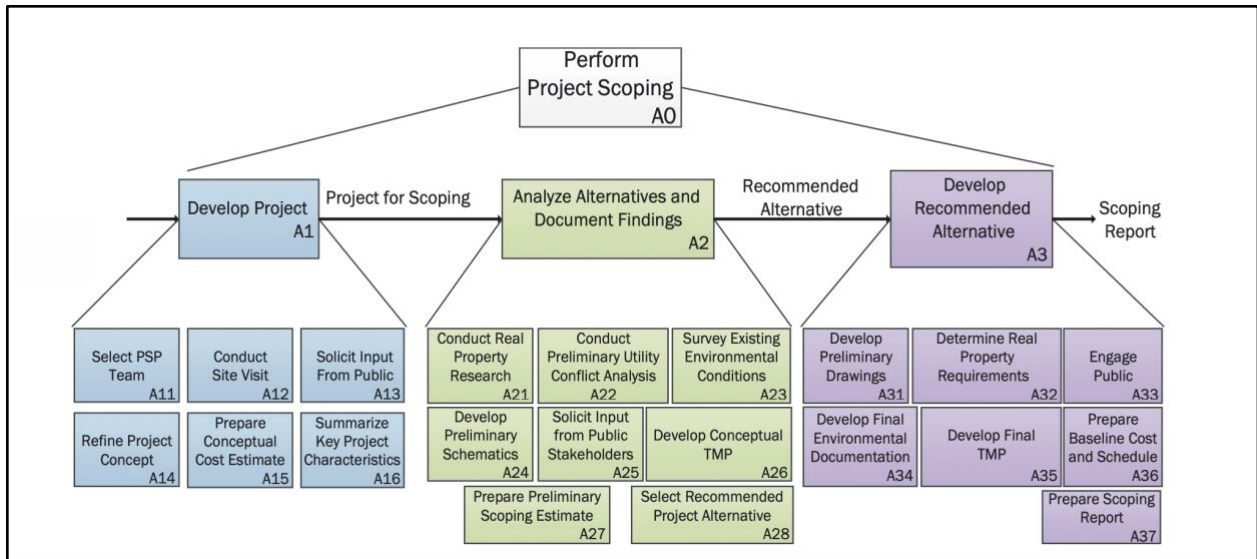 Perform
Project Scoping
A0
Develop Project
A1
Project for Scoping
Analyze Alternatives and
Document Findings
A2
Recommended
Alternative
Develop
Recommended
Alternative
A3
Scoping
Report
Select PSP
Team
A11
Conduct
Site Visit
A12
Solicit Input
From Public
A13
Refine Project
Concept
A14
Prepare
Conceptual
Cost Estimate
A15
Summarize
Key Project
Characteristics
A16
Conduct Real
Property
Research
A21
Conduct
Preliminary Utility
Conflict Analysis
A22
Survey Existing
Environmental
Conditions
A23
Develop
Preliminary
Schematics
A24
Solicit Input
from Public
Stakeholders
A25
Develop Conceptual
TMP
A26
Prepare Preliminary
Scoping Estimate
A27
Select Recommended
Project Alternative
A28
Develop
Preliminary
Drawings
A31
Determine Real
Property
Requirements
A32
Engage
Public
A33
Develop Final
Environmental
Documentation
A34
Develop Final
TMP
A35
Prepare
Baseline Cost
and Schedule
A36
Prepare Scoping
Report
A37